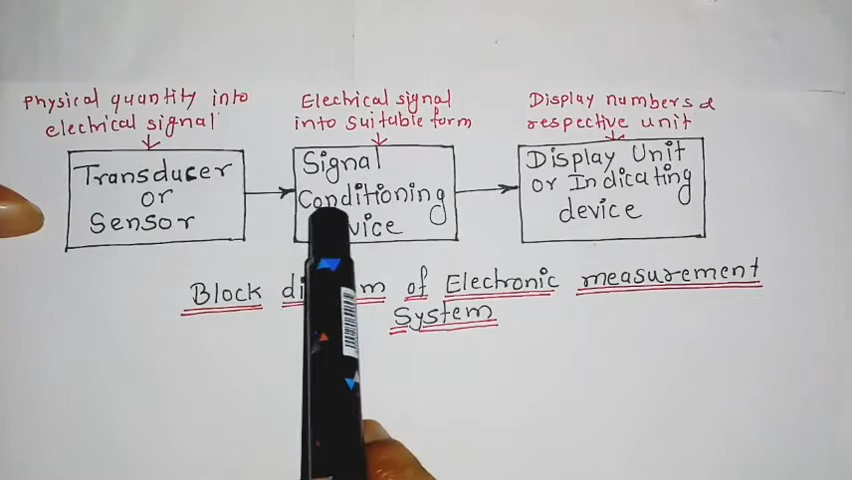 Physical quantity into
electrical signal
Electrical signal
into suitable form
Display numbers &
respective unit
Transducer
or
Sensor
Signal
Conditioning
Display Unit
or Indicating
device
Block of Electronic measurement
System